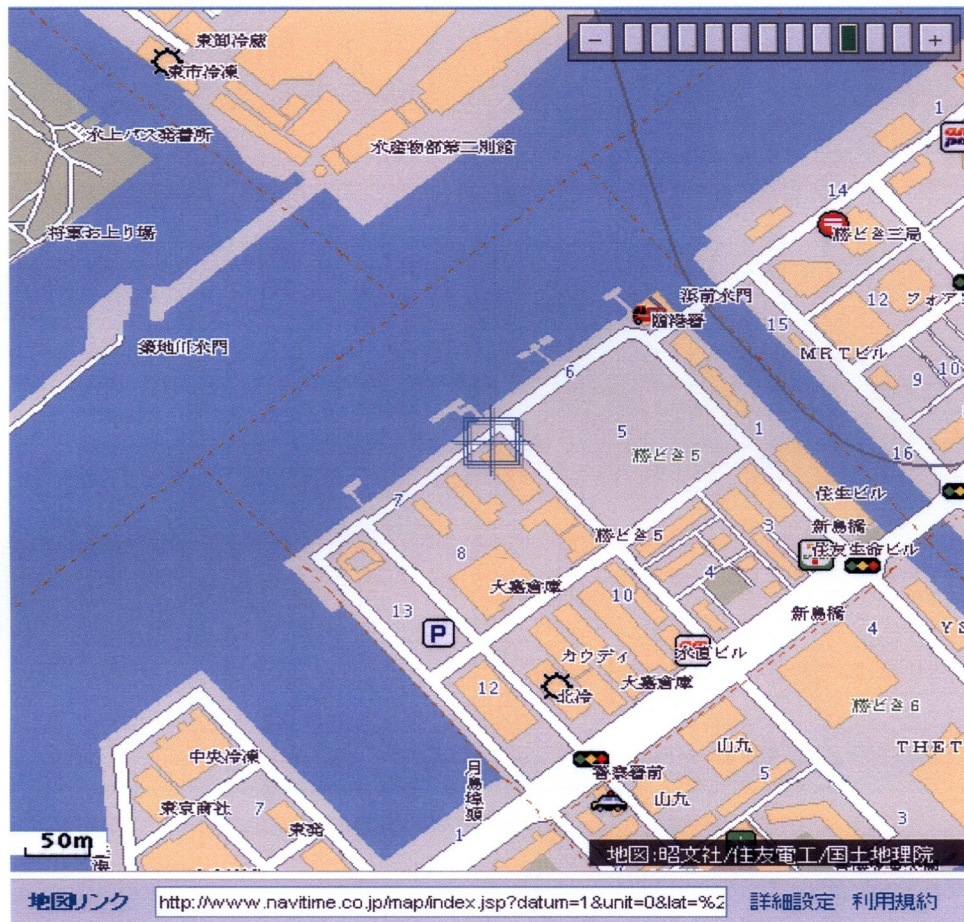 東卸冷蔵
東市冷凍
水上バス発着所
水産物部第二別館
将軍お上り場
築地川水門
1
14
勝どき三局
浜前水門
臨港署
12
フォア
15
MRTビル
9
10
6
5
勝どき5
1
16
住生ビル
7
新島橋
勝どき5
3
住友生命ビル
8
大嘉倉庫
4
10
新島橋
13
P
4
カウディ
水直ビル
大嘉倉庫
12
北冷
勝どき6
中央冷凍
山九
THET
月島埠頭
警察署前
5
東京商社
7
東発
山九
1
3
50m
地図:昭文社/住友電工/国土地理院
地図リンク
http://www.navitime.co.jp/map/index.jsp?datum=1&unit=0&lat=%2
詳細設定 利用規約